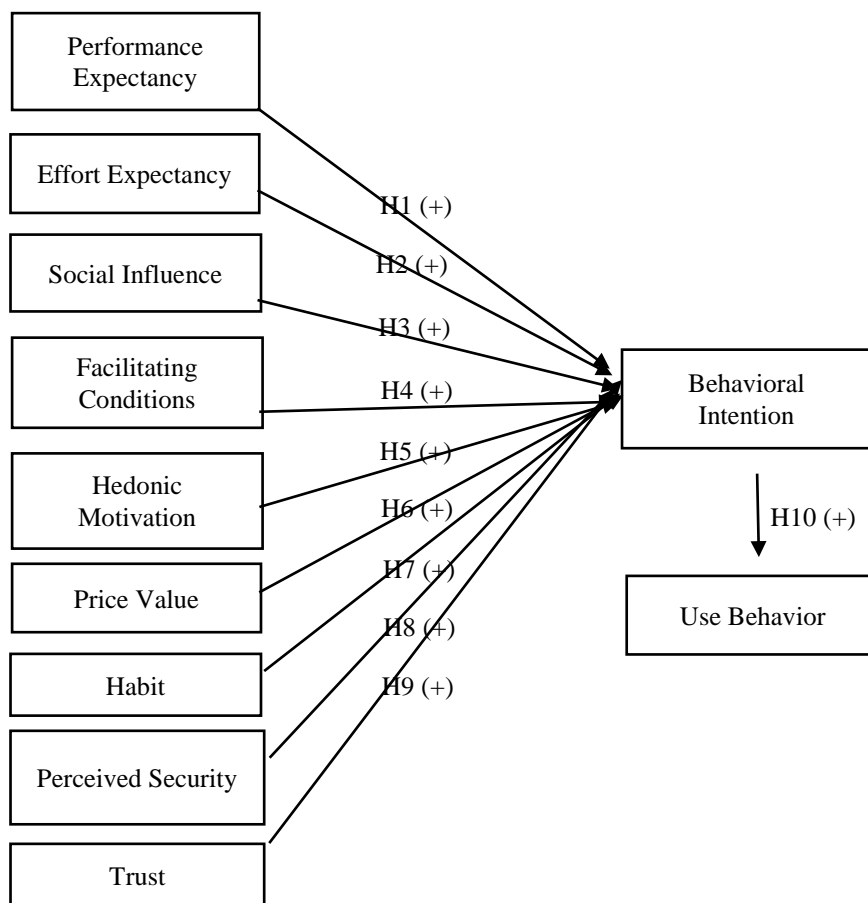 Performance
Expectancy
Effort Expectancy
Social Influence
Facilitating
Conditions
Hedonic
Motivation
Price Value
Habit
Perceived Security
Trust
H1 (+)
H2 (+)
H3 (+)
H4 (+)
H5 (+)
H6 (+)
H7 (+)
H8 (+)
H9 (+)
Behavioral
Intention
H10 (+)
Use Behavior